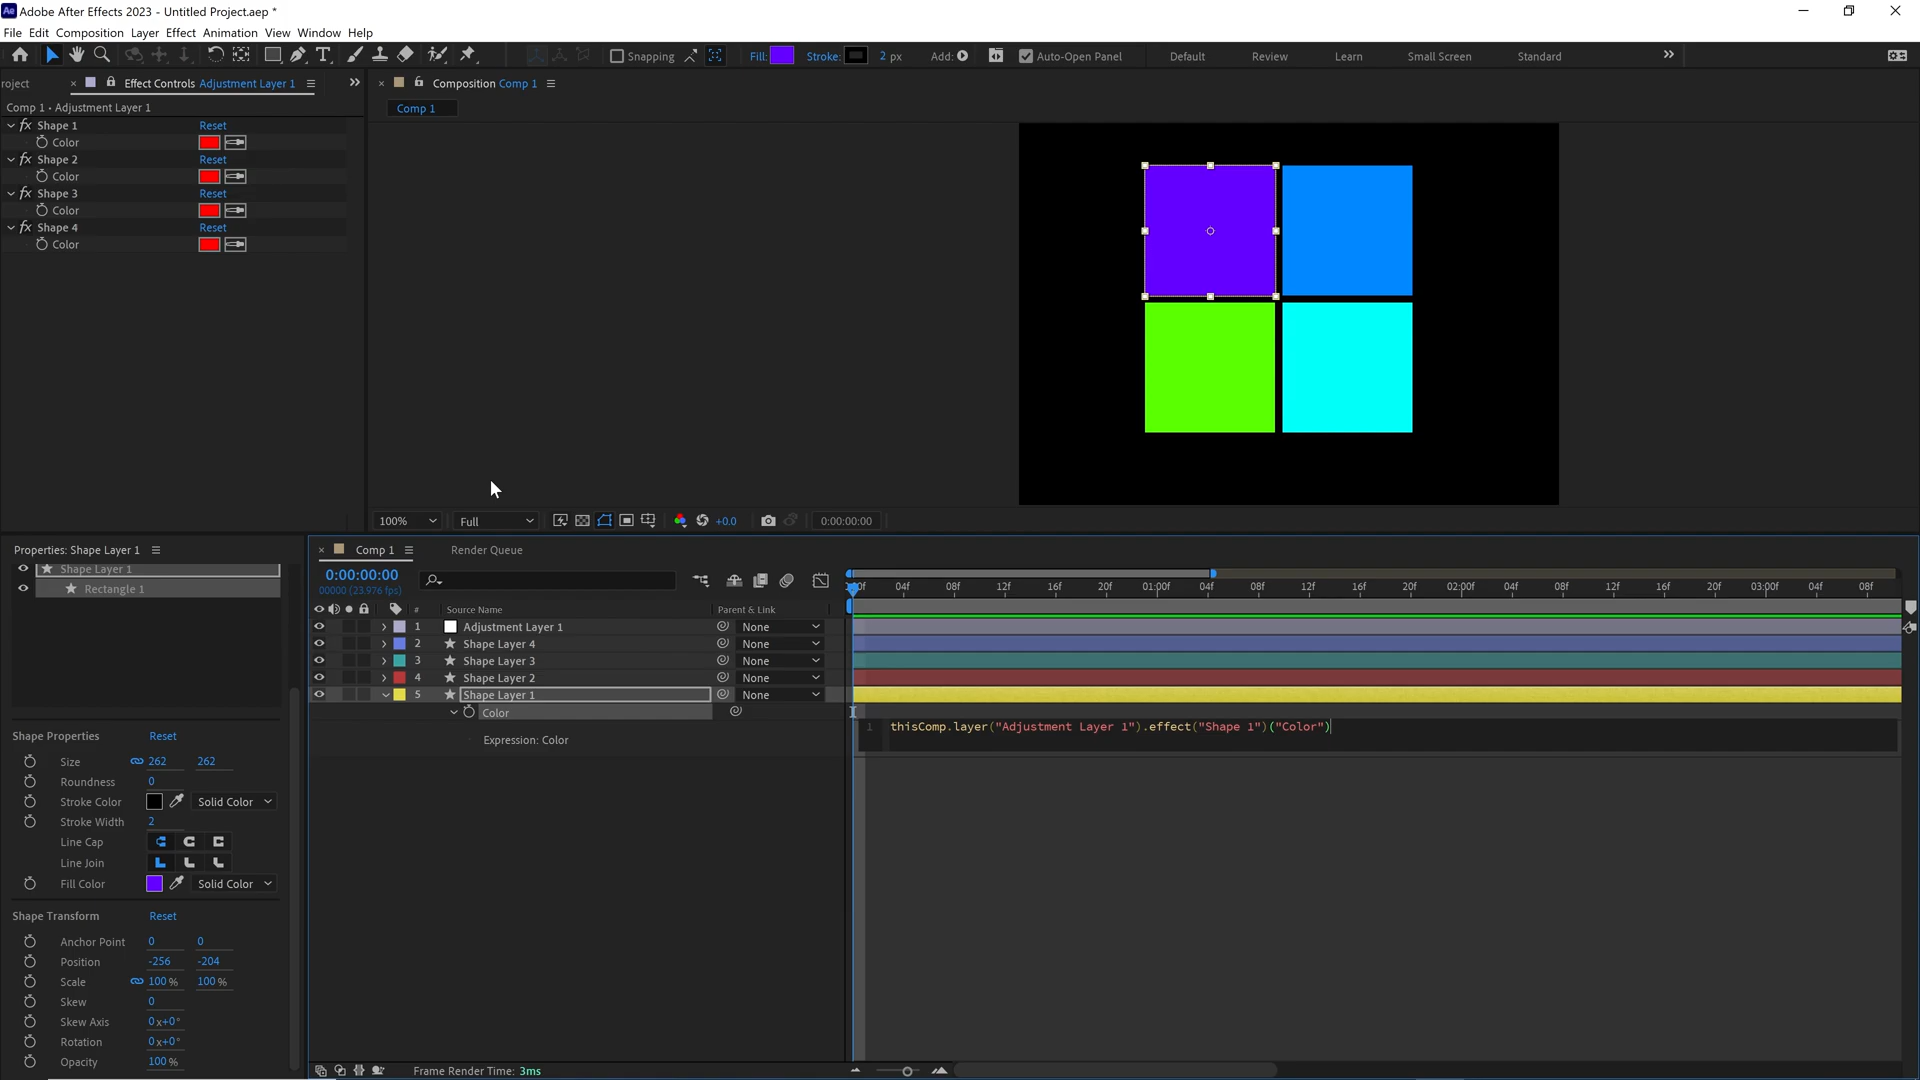 Ae Adobe After Effects 2023 - Untitled Project.aep *
File Edit Composition Layer Effect Animation View Window Help
Snapping Fill: Stroke: 2 px Add: Auto-Open Panel Default Review Learn Small Screen Standard
roject × Effect Controls Adjustment Layer 1
× Composition Comp 1
Comp 1 • Adjustment Layer 1
Comp 1
fx Shape 1 Reset
Color
fx Shape 2 Reset
Color
fx Shape 3 Reset
Color
fx Shape 4 Reset
Color
100% Full +0.0 0:00:00:00
Properties: Shape Layer 1
Shape Layer 1
Rectangle 1
Shape Properties Reset
Size 262 262
Roundness 0
Stroke Color Solid Color
Stroke Width 2
Line Cap
Line Join
Fill Color Solid Color
Shape Transform Reset
Anchor Point 0 0
Position -256 -204
Scale 100 % 100 %
Skew 0
Skew Axis 0x+0°
Rotation 0x+0°
Opacity 100 %
× Comp 1 Render Queue
0:00:00:00
00000 (23.976 fps)
04f 08f 12f 16f 20f 01:00f 04f 08f 12f 16f 20f 02:00f 04f 08f 12f 16f 20f 03:00f 04f 08f
# Source Name Parent & Link
1 Adjustment Layer 1 None
2 Shape Layer 4 None
3 Shape Layer 3 None
4 Shape Layer 2 None
5 Shape Layer 1 None
Color
Expression: Color
1 thisComp.layer("Adjustment Layer 1").effect("Shape 1")("Color")
Frame Render Time: 3ms